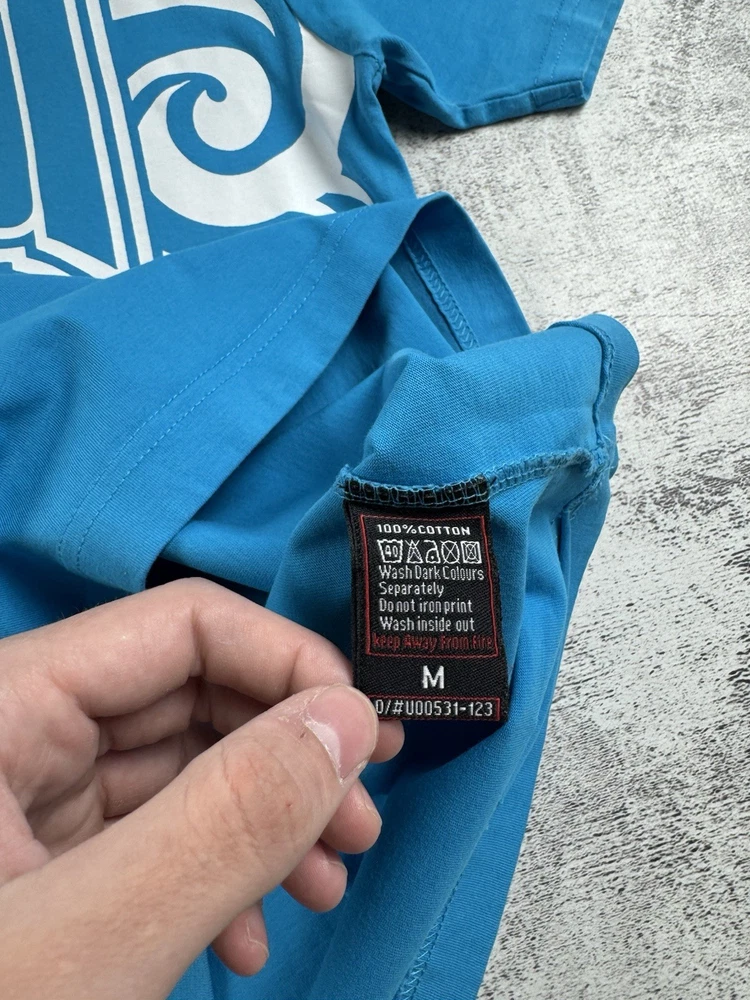 100%COTTON
40
Wash Dark Colours
Separately
Do not iron print
Wash inside out
keep Away From Fire
M
O/#U00531-123